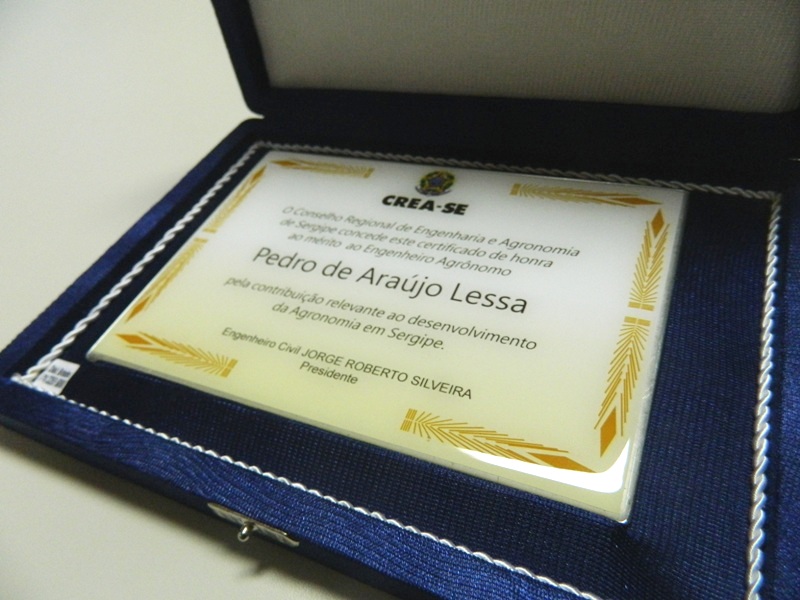 CREA-SE
O Conselho Regional de Engenharia e Agronomia
de Sergipe concede este certificado de honra
ao mérito ao Engenheiro Agrônomo
Pedro de Araújo Lessa
pela contribuição relevante ao desenvolvimento
da Agronomia em Sergipe.
Engenheiro Civil JORGE ROBERTO SILVEIRA
Presidente